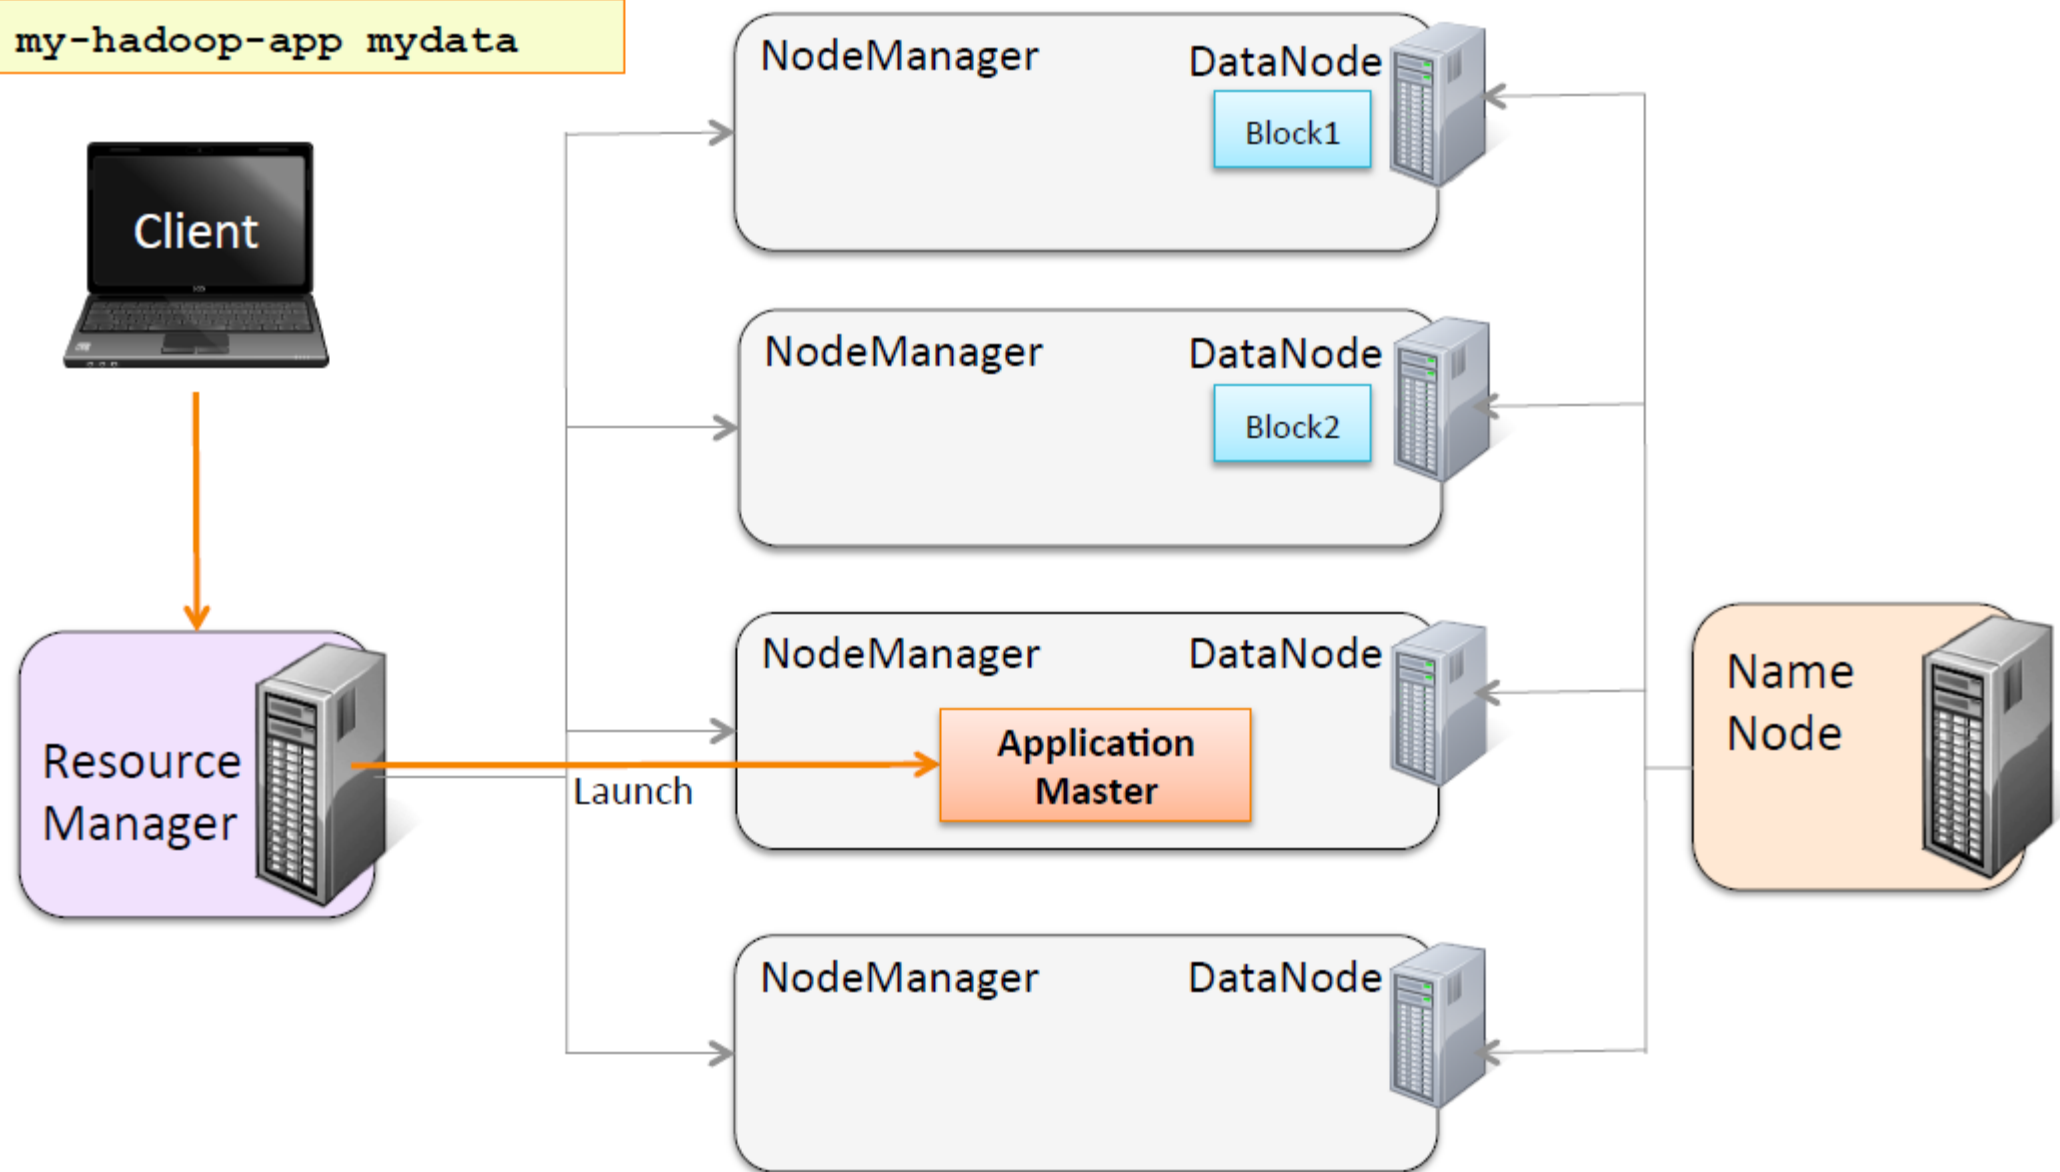 my-hadoop-app mydata
Client
Resource
Manager
Launch
NodeManager
DataNode
Block1
NodeManager
DataNode
Block2
NodeManager
DataNode
Application
Master
NodeManager
DataNode
Name
Node